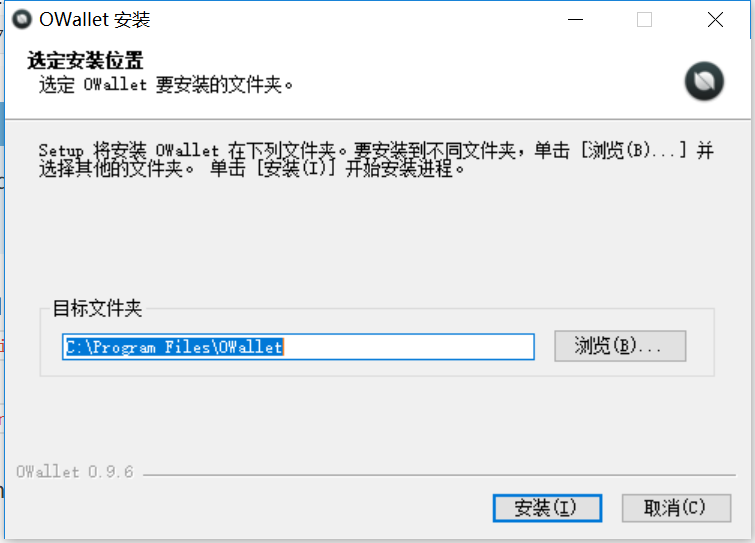 OWallet 安装
选定安装位置
选定 OWallet 要安装的文件夹。
Setup 将安装 OWallet 在下列文件夹。要安装到不同文件夹，单击 [浏览(B)...] 并
选择其他的文件夹。 单击 [安装(I)] 开始安装进程。
目标文件夹
C:\Program Files\OWallet
浏览(B)...
OWallet 0.9.6
安装(I)
取消(C)